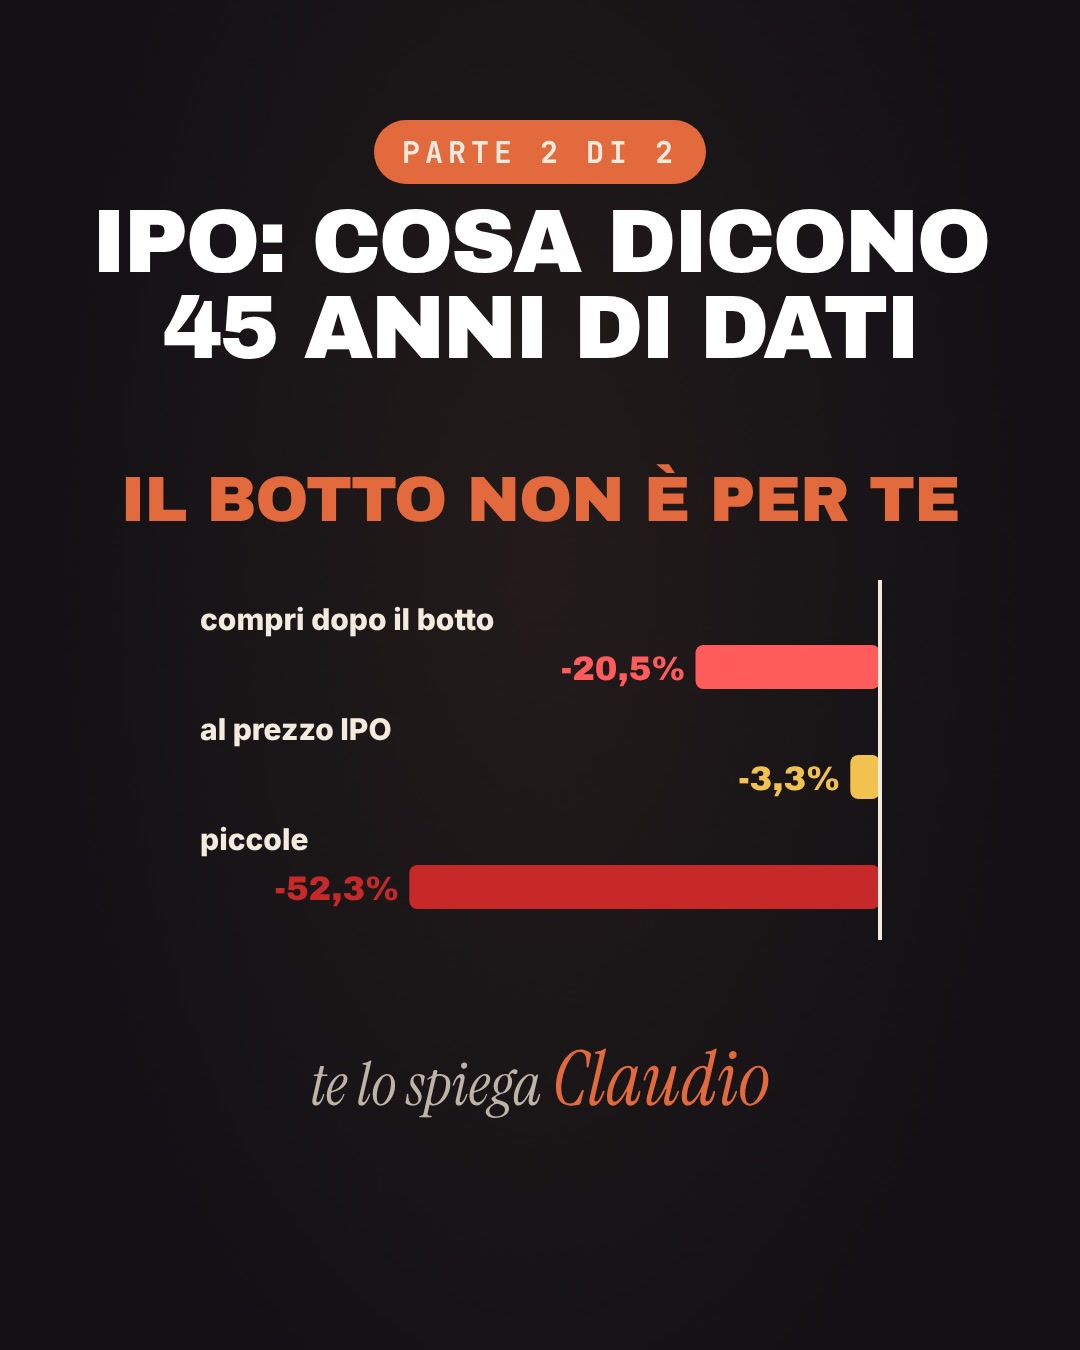 PARTE 2 DI 2
IPO: COSA DICONO
45 ANNI DI DATI
IL BOTTO NON È PER TE
compri dopo il botto
-20,5%
al prezzo IPO
-3,3%
piccole
-52,3%
te lo spiega Claudio